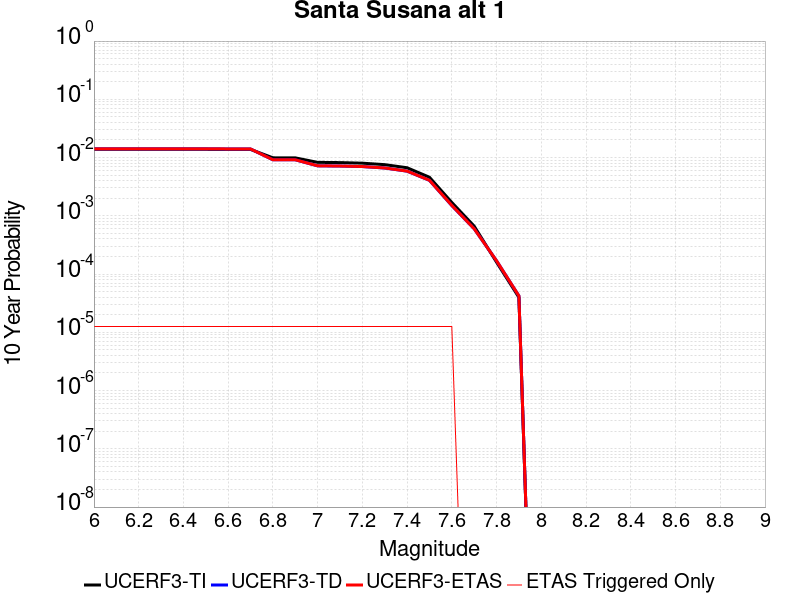 Santa Susana alt 1
10^0
10^-1
10^-2
10^-3
10^-4
10^-5
10^-6
10^-7
10^-8
10 Year Probability
6 6.2 6.4 6.6 6.8 7 7.2 7.4 7.6 7.8 8 8.2 8.4 8.6 8.8 9
Magnitude
UCERF3-TI UCERF3-TD UCERF3-ETAS ETAS Triggered Only